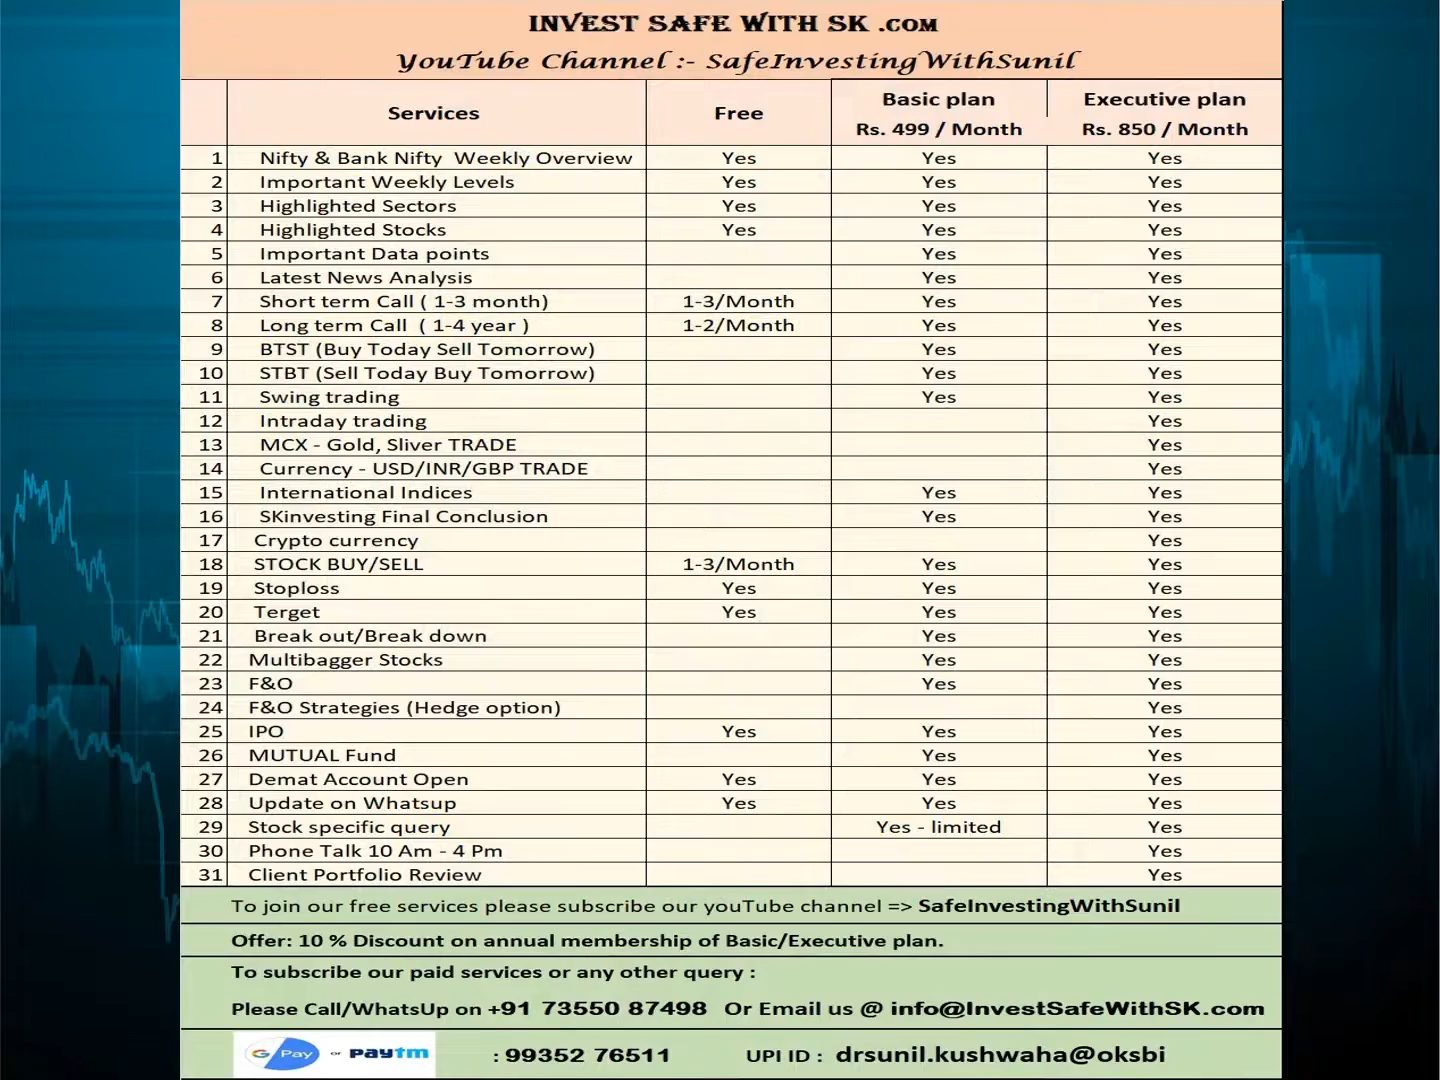 INVEST SAFE WITH SK .COM
YouTube Channel :- SafeInvestingWithSunil
Services Free Basic plan Rs. 499 / Month Executive plan Rs. 850 / Month
1 Nifty & Bank Nifty Weekly Overview Yes Yes Yes
2 Important Weekly Levels Yes Yes Yes
3 Highlighted Sectors Yes Yes Yes
4 Highlighted Stocks Yes Yes Yes
5 Important Data points Yes Yes
6 Latest News Analysis Yes Yes
7 Short term Call ( 1-3 month) 1-3/Month Yes Yes
8 Long term Call ( 1-4 year ) 1-2/Month Yes Yes
9 BTST (Buy Today Sell Tomorrow) Yes Yes
10 STBT (Sell Today Buy Tomorrow) Yes Yes
11 Swing trading Yes Yes
12 Intraday trading Yes
13 MCX - Gold, Sliver TRADE Yes
14 Currency - USD/INR/GBP TRADE Yes
15 International Indices Yes Yes
16 SKinvesting Final Conclusion Yes Yes
17 Crypto currency Yes
18 STOCK BUY/SELL 1-3/Month Yes Yes
19 Stoploss Yes Yes Yes
20 Terget Yes Yes Yes
21 Break out/Break down Yes Yes
22 Multibagger Stocks Yes Yes
23 F&O Yes Yes
24 F&O Strategies (Hedge option) Yes
25 IPO Yes Yes Yes
26 MUTUAL Fund Yes Yes
27 Demat Account Open Yes Yes Yes
28 Update on Whatsup Yes Yes Yes
29 Stock specific query Yes - limited Yes
30 Phone Talk 10 Am - 4 Pm Yes
31 Client Portfolio Review Yes
To join our free services please subscribe our youTube channel => SafeInvestingWithSunil
Offer: 10 % Discount on annual membership of Basic/Executive plan.
To subscribe our paid services or any other query :
Please Call/WhatsUp on +91 73550 87498 Or Email us @ info@InvestSafeWithSK.com
G Pay or paytm : 99352 76511 UPI ID : drsunil.kushwaha@oksbi